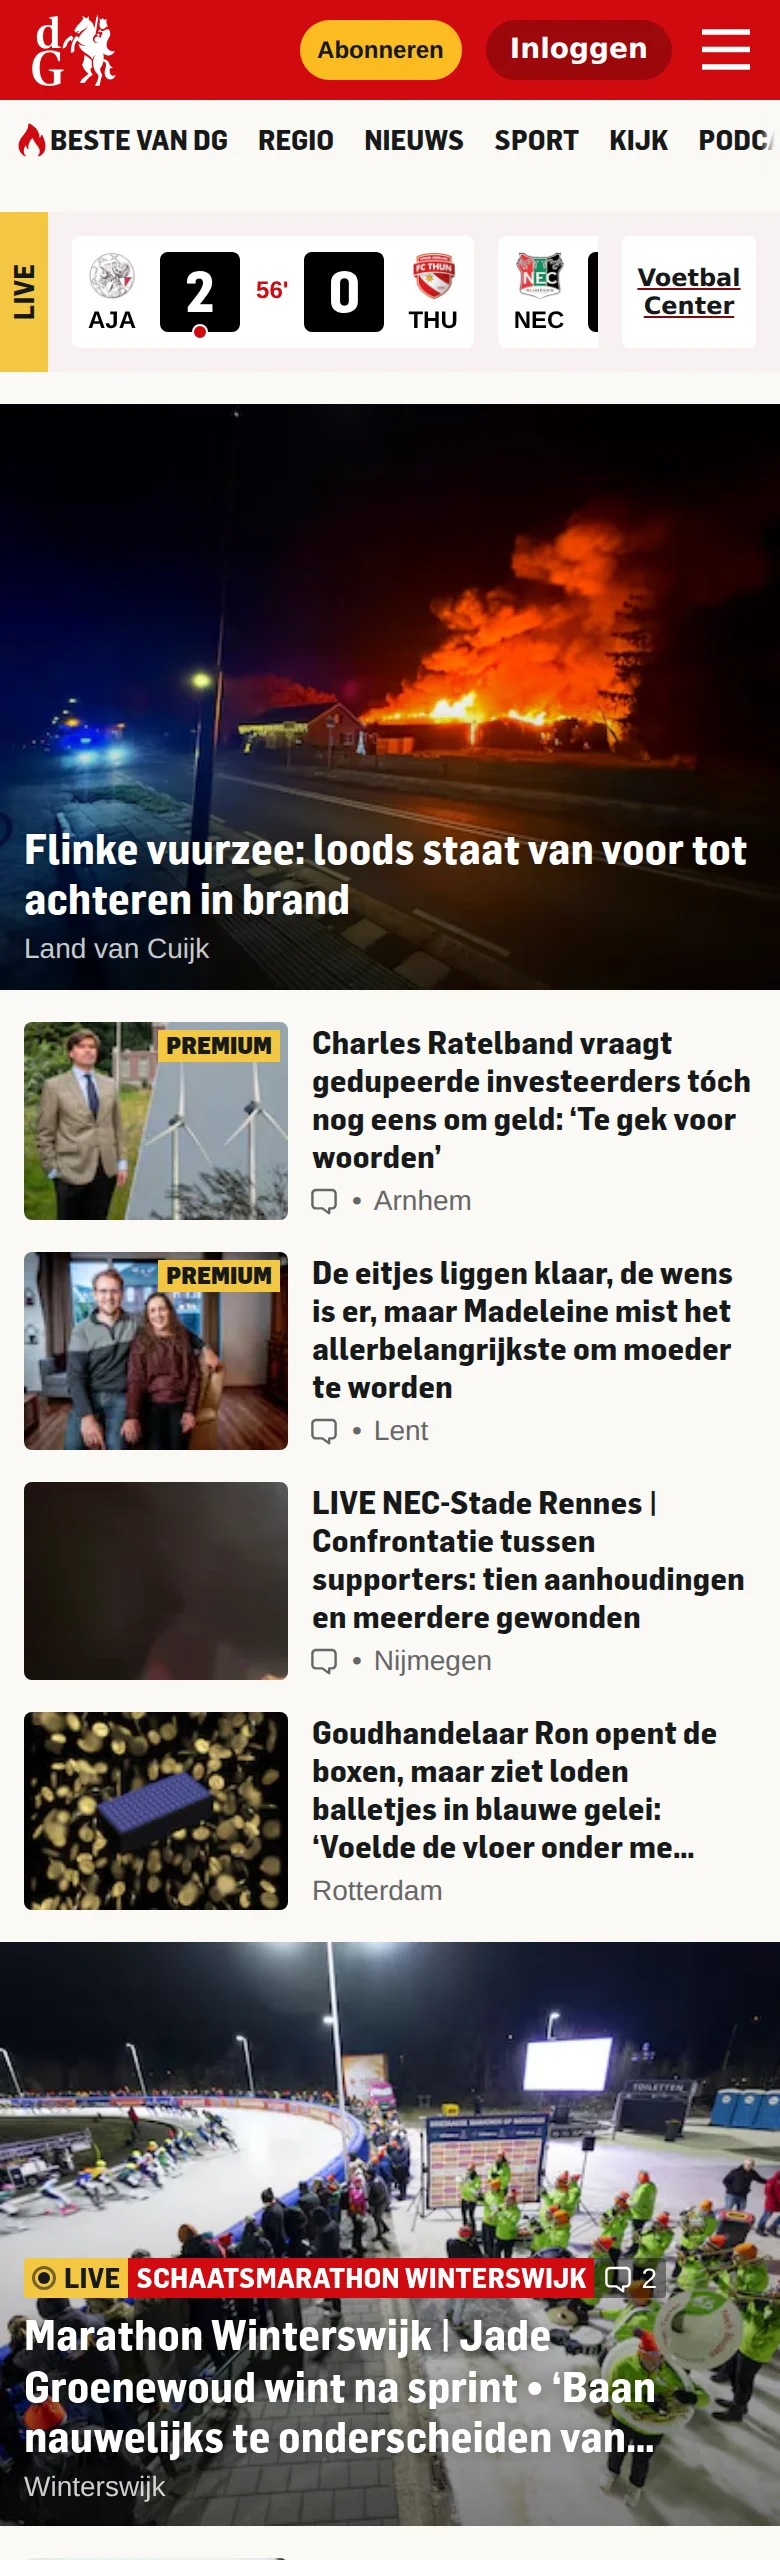 dG
Abonneren
Inloggen
BESTE VAN DG REGIO NIEUWS SPORT KIJK PODCA
LIVE
AJA
2
56'
0
FC THUN
THU
NEC
NEC
Voetbal
Center
Flinke vuurzee: loods staat van voor tot
achteren in brand
Land van Cuijk
PREMIUM
Charles Ratelband vraagt
gedupeerde investeerders tóch
nog eens om geld: ‘Te gek voor
woorden’
• Arnhem
PREMIUM
De eitjes liggen klaar, de wens
is er, maar Madeleine mist het
allerbelangrijkste om moeder
te worden
• Lent
LIVE NEC-Stade Rennes |
Confrontatie tussen
supporters: tien aanhoudingen
en meerdere gewonden
• Nijmegen
Goudhandelaar Ron opent de
boxen, maar ziet loden
balletjes in blauwe gelei:
‘Voelde de vloer onder me...
Rotterdam
TOILETTEN
LIVE SCHAATSMARATHON WINTERSWIJK 2
Marathon Winterswijk | Jade
Groenewoud wint na sprint • ‘Baan
nauwelijks te onderscheiden van...
Winterswijk